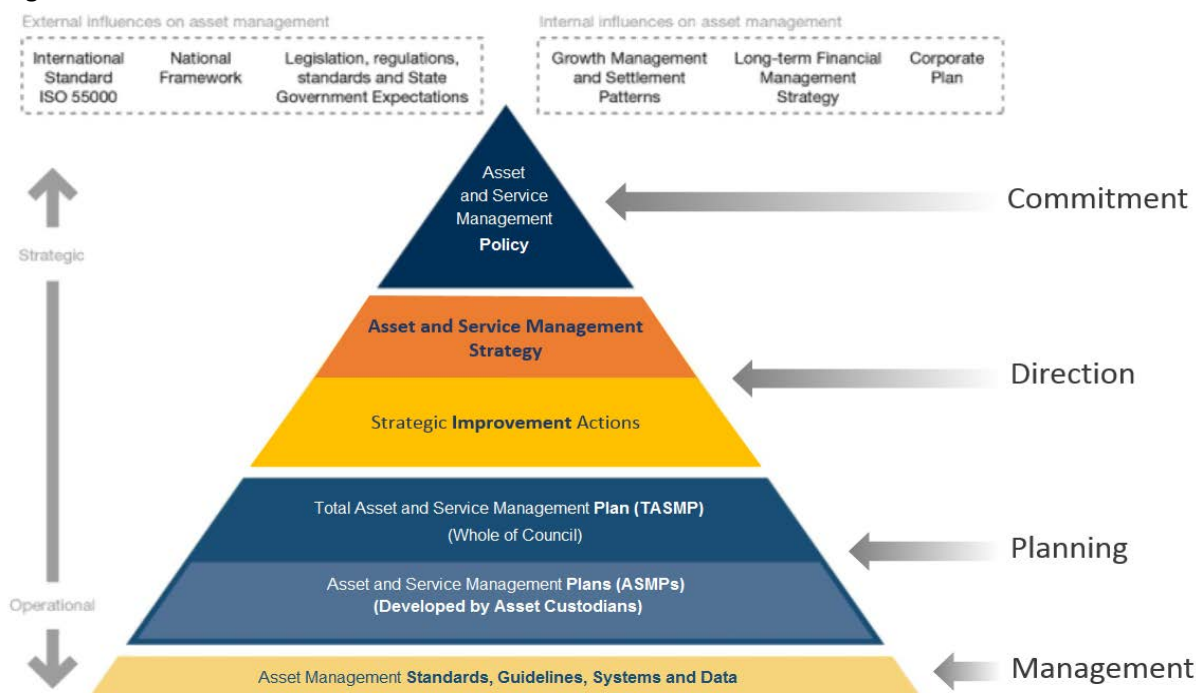 External influences on asset management
International
Standard
ISO 55000
National
Framework
Legislation, regulations,
standards and State
Government Expectations
Internal influences on asset management
Growth Management
and Settlement
Patterns
Long-term Financial
Management
Strategy
Corporate
Plan
Asset
and Service
Management
Policy
Commitment
Strategic
Asset and Service Management
Strategy
Direction
Strategic Improvement Actions
Total Asset and Service Management Plan (TASMP)
(Whole of Council)
Planning
Asset and Service Management Plans (ASMPs)
(Developed by Asset Custodians)
Operational
Asset Management Standards, Guidelines, Systems and Data
Management